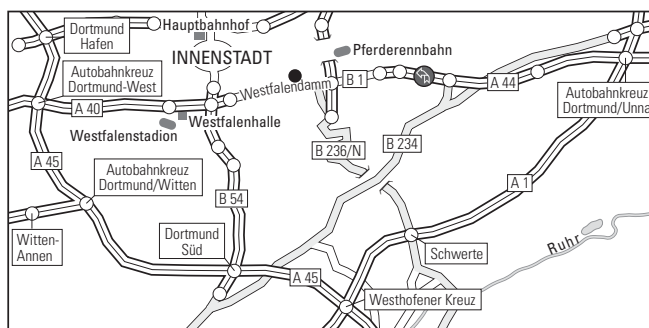 Hauptbahnhof
Dortmund
Hafen
INNENSTADT
Pferderennbahn
Autobahnkreuz
Dortmund-West
Westfalendamm
B 1
A 44
Autobahnkreuz
Dortmund/Unna
A 40
Westfalenhalle
Westfalenstadion
A 45
B 236/N
B 234
Autobahnkreuz
Dortmund/Witten
B 54
A 1
Witten-
Annen
Dortmund
Süd
Schwerte
Ruhr
A 45
Westhofener Kreuz